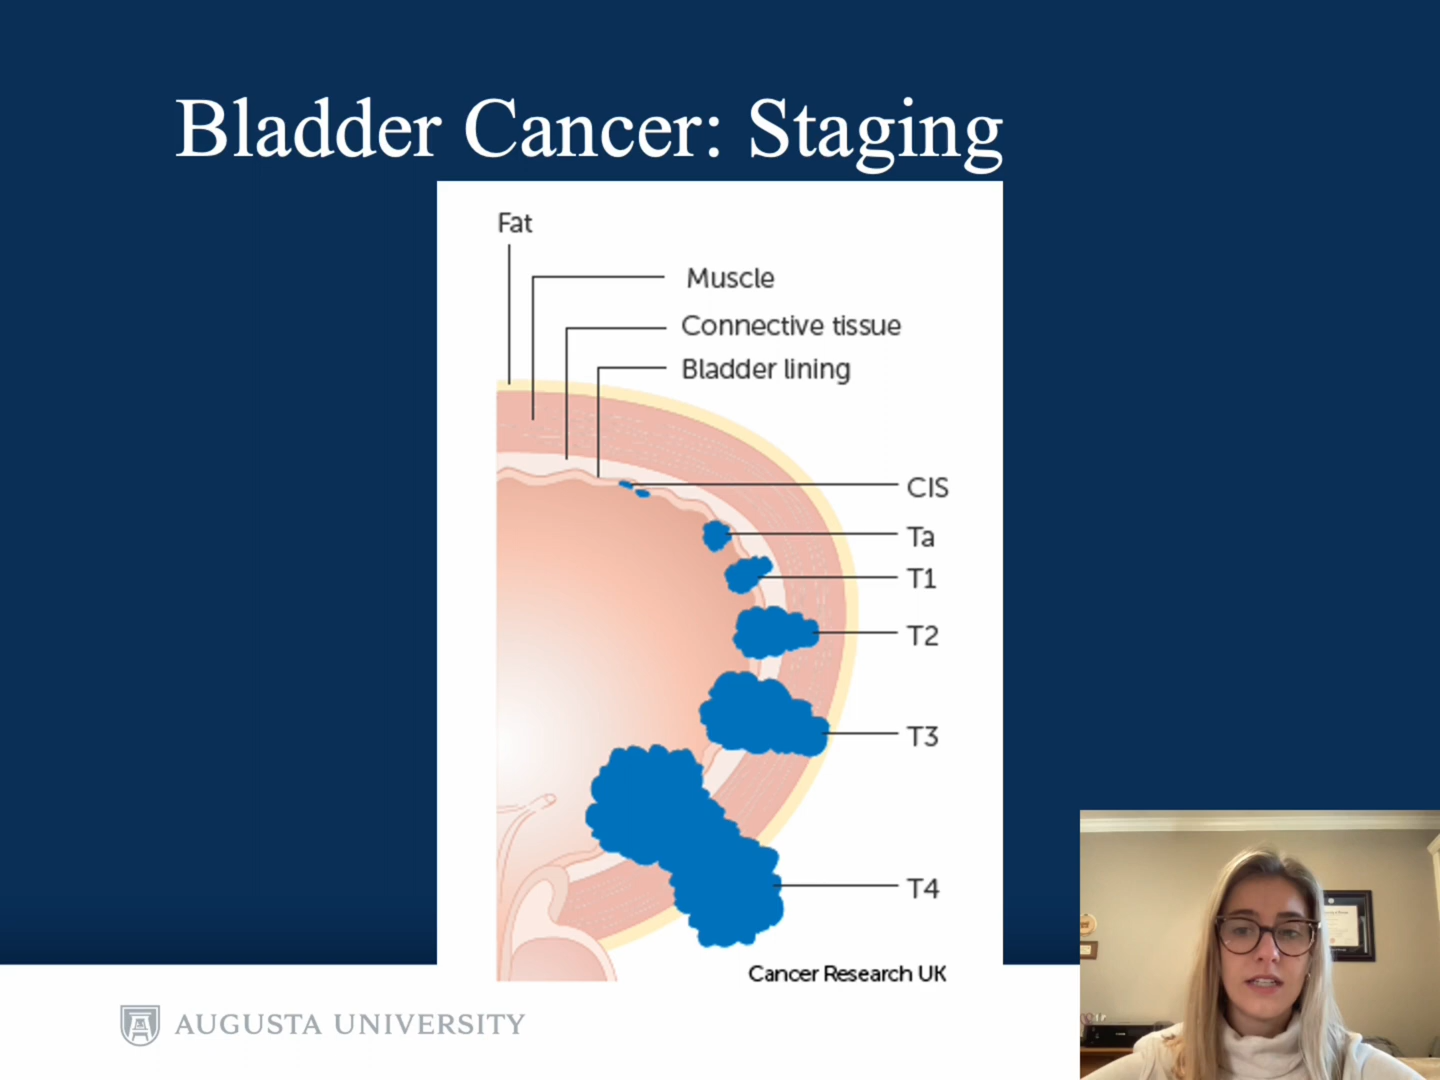 Bladder Cancer: Staging
Fat
Muscle
Connective tissue
Bladder lining
CIS
Ta
T1
T2
T3
T4
Cancer Research UK
AUGUSTA UNIVERSITY